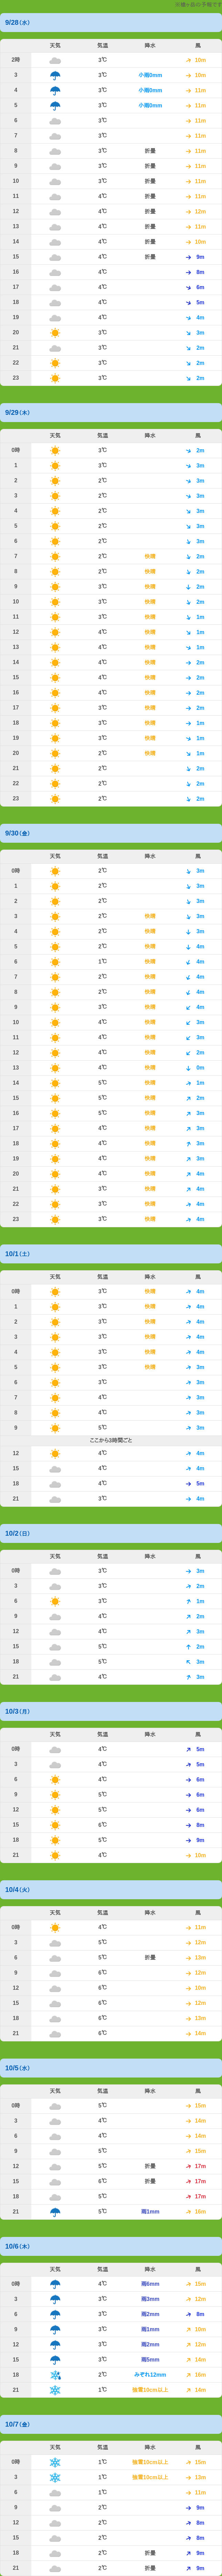 9/28(水)
天気 気温 降水 風
2時 3℃ 10m
3 3℃ 小雨0mm 10m
4 3℃ 小雨0mm 11m
5 3℃ 小雨0mm 11m
6 3℃ 11m
7 3℃ 11m
8 3℃ 折曇 11m
9 3℃ 折曇 11m
10 3℃ 折曇 11m
11 4℃ 折曇 11m
12 4℃ 折曇 12m
13 4℃ 折曇 11m
14 4℃ 折曇 10m
15 4℃ 折曇 9m
16 4℃ 8m
17 4℃ 6m
18 4℃ 5m
19 4℃ 4m
20 3℃ 3m
21 3℃ 2m
22 3℃ 2m
23 3℃ 2m
9/29(木)
天気 気温 降水 風
0時 3℃ 2m
1 3℃ 3m
2 2℃ 3m
3 2℃ 3m
4 2℃ 3m
5 2℃ 3m
6 2℃ 3m
7 2℃ 快晴 2m
8 2℃ 快晴 2m
9 3℃ 快晴 2m
10 3℃ 快晴 2m
11 3℃ 快晴 1m
12 4℃ 快晴 1m
13 4℃ 快晴 1m
14 4℃ 快晴 2m
15 4℃ 快晴 2m
16 4℃ 快晴 2m
17 3℃ 快晴 2m
18 3℃ 快晴 1m
19 3℃ 快晴 1m
20 2℃ 快晴 1m
21 2℃ 2m
22 2℃ 2m
23 2℃ 2m
9/30(金)
天気 気温 降水 風
0時 2℃ 3m
1 2℃ 3m
2 2℃ 3m
3 2℃ 快晴 3m
4 2℃ 快晴 3m
5 2℃ 快晴 4m
6 1℃ 快晴 4m
7 2℃ 快晴 4m
8 2℃ 快晴 4m
9 3℃ 快晴 4m
10 4℃ 快晴 3m
11 4℃ 快晴 3m
12 4℃ 快晴 2m
13 4℃ 快晴 0m
14 5℃ 快晴 1m
15 5℃ 快晴 2m
16 5℃ 快晴 3m
17 4℃ 快晴 3m
18 4℃ 快晴 3m
19 4℃ 快晴 3m
20 4℃ 快晴 4m
21 3℃ 快晴 4m
22 3℃ 快晴 4m
23 3℃ 快晴 4m
10/1(土)
天気 気温 降水 風
0時 3℃ 快晴 4m
1 3℃ 快晴 4m
2 3℃ 快晴 4m
3 3℃ 快晴 4m
4 3℃ 快晴 4m
5 3℃ 快晴 3m
6 3℃ 3m
7 4℃ 3m
8 4℃ 3m
9 5℃ 3m
ここから3時間ごと
12 4℃ 4m
15 4℃ 4m
18 4℃ 5m
21 3℃ 4m
10/2(日)
天気 気温 降水 風
0時 3℃ 3m
3 3℃ 2m
6 3℃ 1m
9 4℃ 2m
12 4℃ 3m
15 5℃ 2m
18 5℃ 3m
21 4℃ 3m
10/3(月)
天気 気温 降水 風
0時 4℃ 5m
3 4℃ 5m
6 4℃ 6m
9 5℃ 6m
12 5℃ 6m
15 6℃ 8m
18 5℃ 9m
21 4℃ 10m
10/4(火)
天気 気温 降水 風
0時 4℃ 11m
3 5℃ 12m
6 5℃ 折曇 13m
9 6℃ 12m
12 6℃ 10m
15 6℃ 12m
18 6℃ 13m
21 6℃ 14m
10/5(水)
天気 気温 降水 風
0時 5℃ 15m
3 4℃ 14m
6 4℃ 14m
9 5℃ 15m
12 5℃ 折曇 17m
15 6℃ 折曇 17m
18 5℃ 17m
21 5℃ 雨1mm 16m
10/6(木)
天気 気温 降水 風
0時 4℃ 雨6mm 15m
3 3℃ 雨3mm 12m
6 3℃ 雨2mm 8m
9 3℃ 雨1mm 10m
12 3℃ 雨2mm 12m
15 3℃ 雨5mm 14m
18 2℃ みぞれ12mm 16m
21 1℃ 強雪10cm以上 14m
10/7(金)
天気 気温 降水 風
0時 1℃ 強雪10cm以上 15m
3 1℃ 強雪10cm以上 13m
6 1℃ 11m
9 2℃ 9m
12 2℃ 8m
15 2℃ 8m
18 2℃ 折曇 9m
21 2℃ 折曇 9m